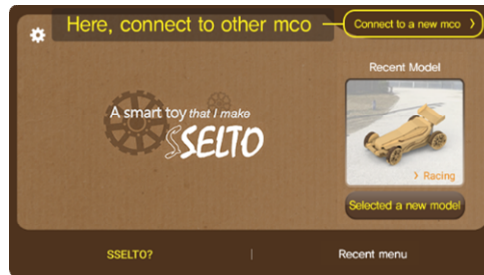 Here, connect to other mco
Connect to a new mco 〉
Recent Model
A smart toy that I make
SSELTO
〉 Racing
Selected a new model
SSELTO?
Recent menu